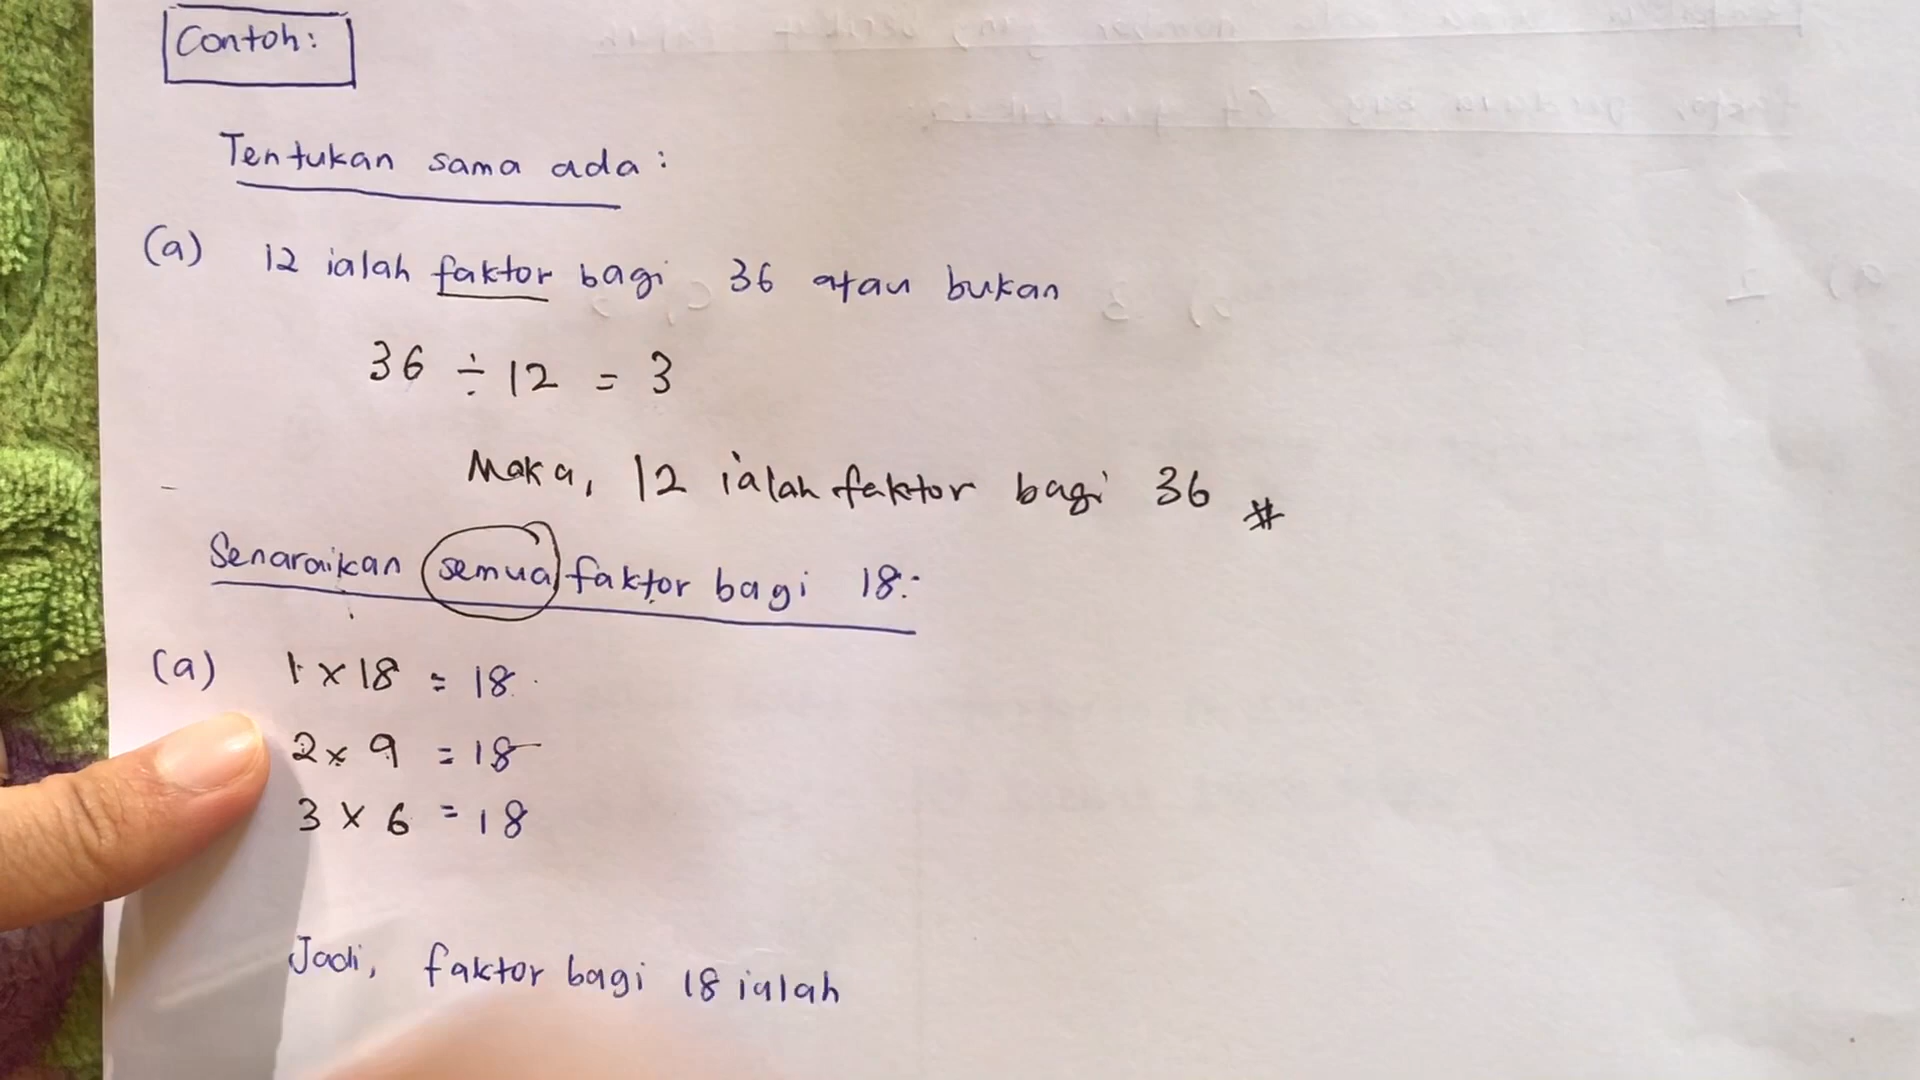 Contoh:
Tentukan sama ada:
(a) 12 ialah faktor bagi 36 atau bukan
36 ÷ 12 = 3
Maka, 12 ialah faktor bagi 36 #
Senaraikan semua faktor bagi 18:
(a) 1 × 18 = 18
2 × 9 = 18
3 × 6 = 18
Jadi, faktor bagi 18 ialah